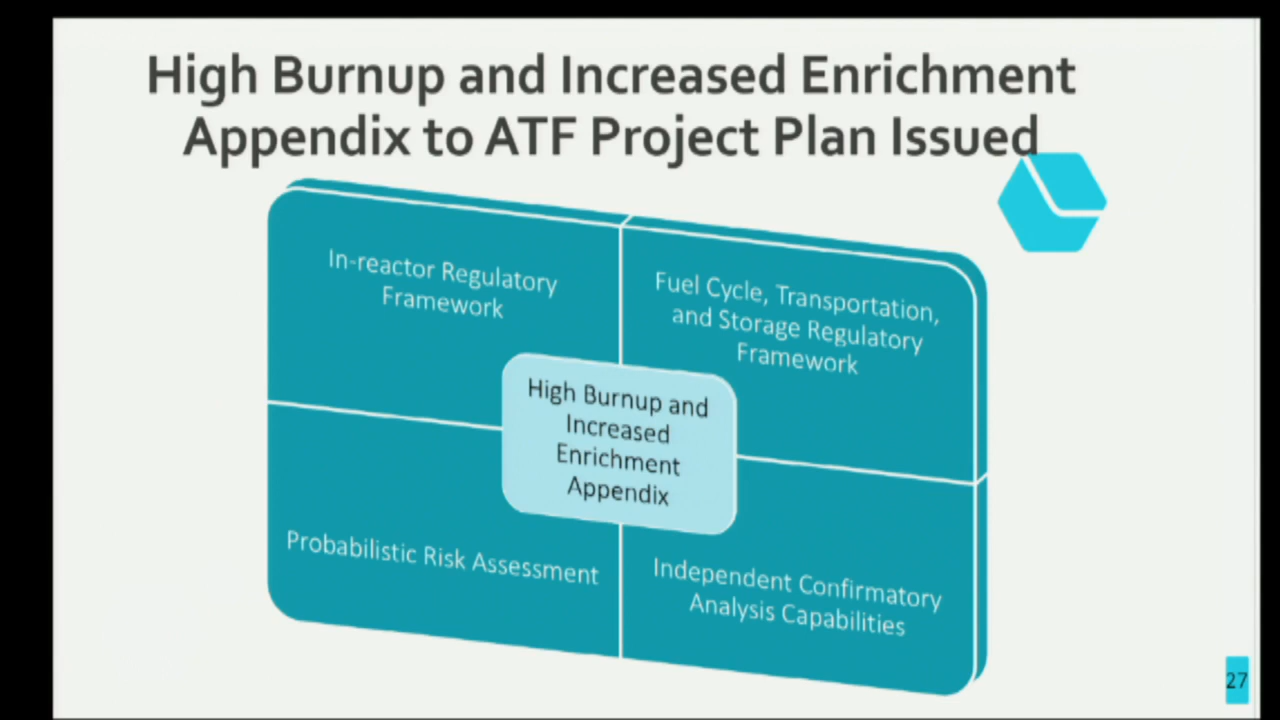 High Burnup and Increased Enrichment
Appendix to ATF Project Plan Issued
In-reactor Regulatory
Framework
Fuel Cycle, Transportation,
and Storage Regulatory
Framework
High Burnup and
Increased
Enrichment
Appendix
Probabilistic Risk Assessment
Independent Confirmatory
Analysis Capabilities
27